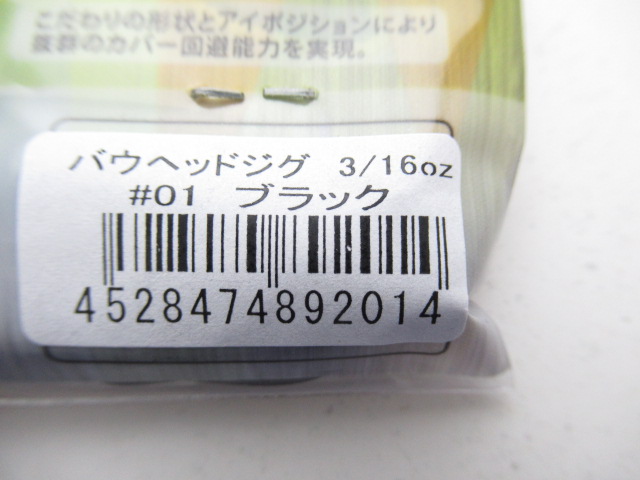 こだわりの形状とアイポジションにより
抜群のカバー回避能力を実現。
バウヘッドジグ 3/16oz
#01 ブラック
4528474892014